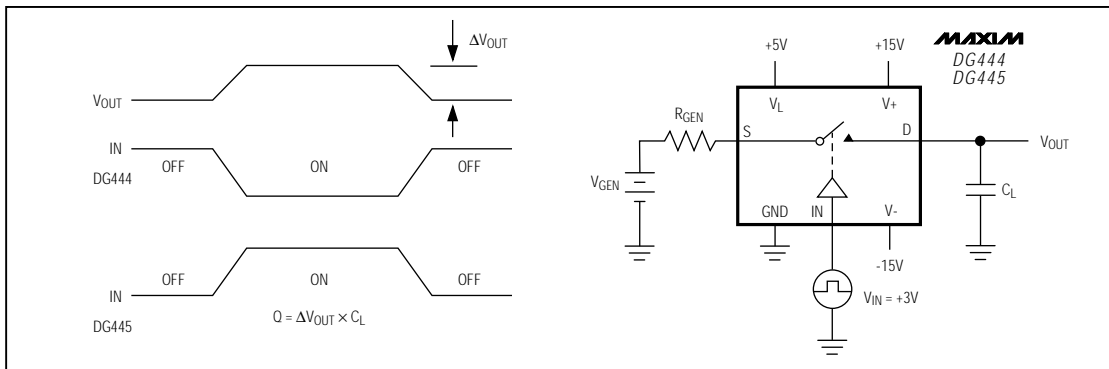 ΔVOUT
VOUT
IN
DG444
OFF
ON
OFF
IN
DG445
OFF
ON
OFF
Q = ΔVOUT × CL
MAXIM
DG444
DG445
+5V
+15V
VL
V+
RGEN
S
D
VOUT
VGEN
CL
GND
IN
V-
-15V
VIN = +3V